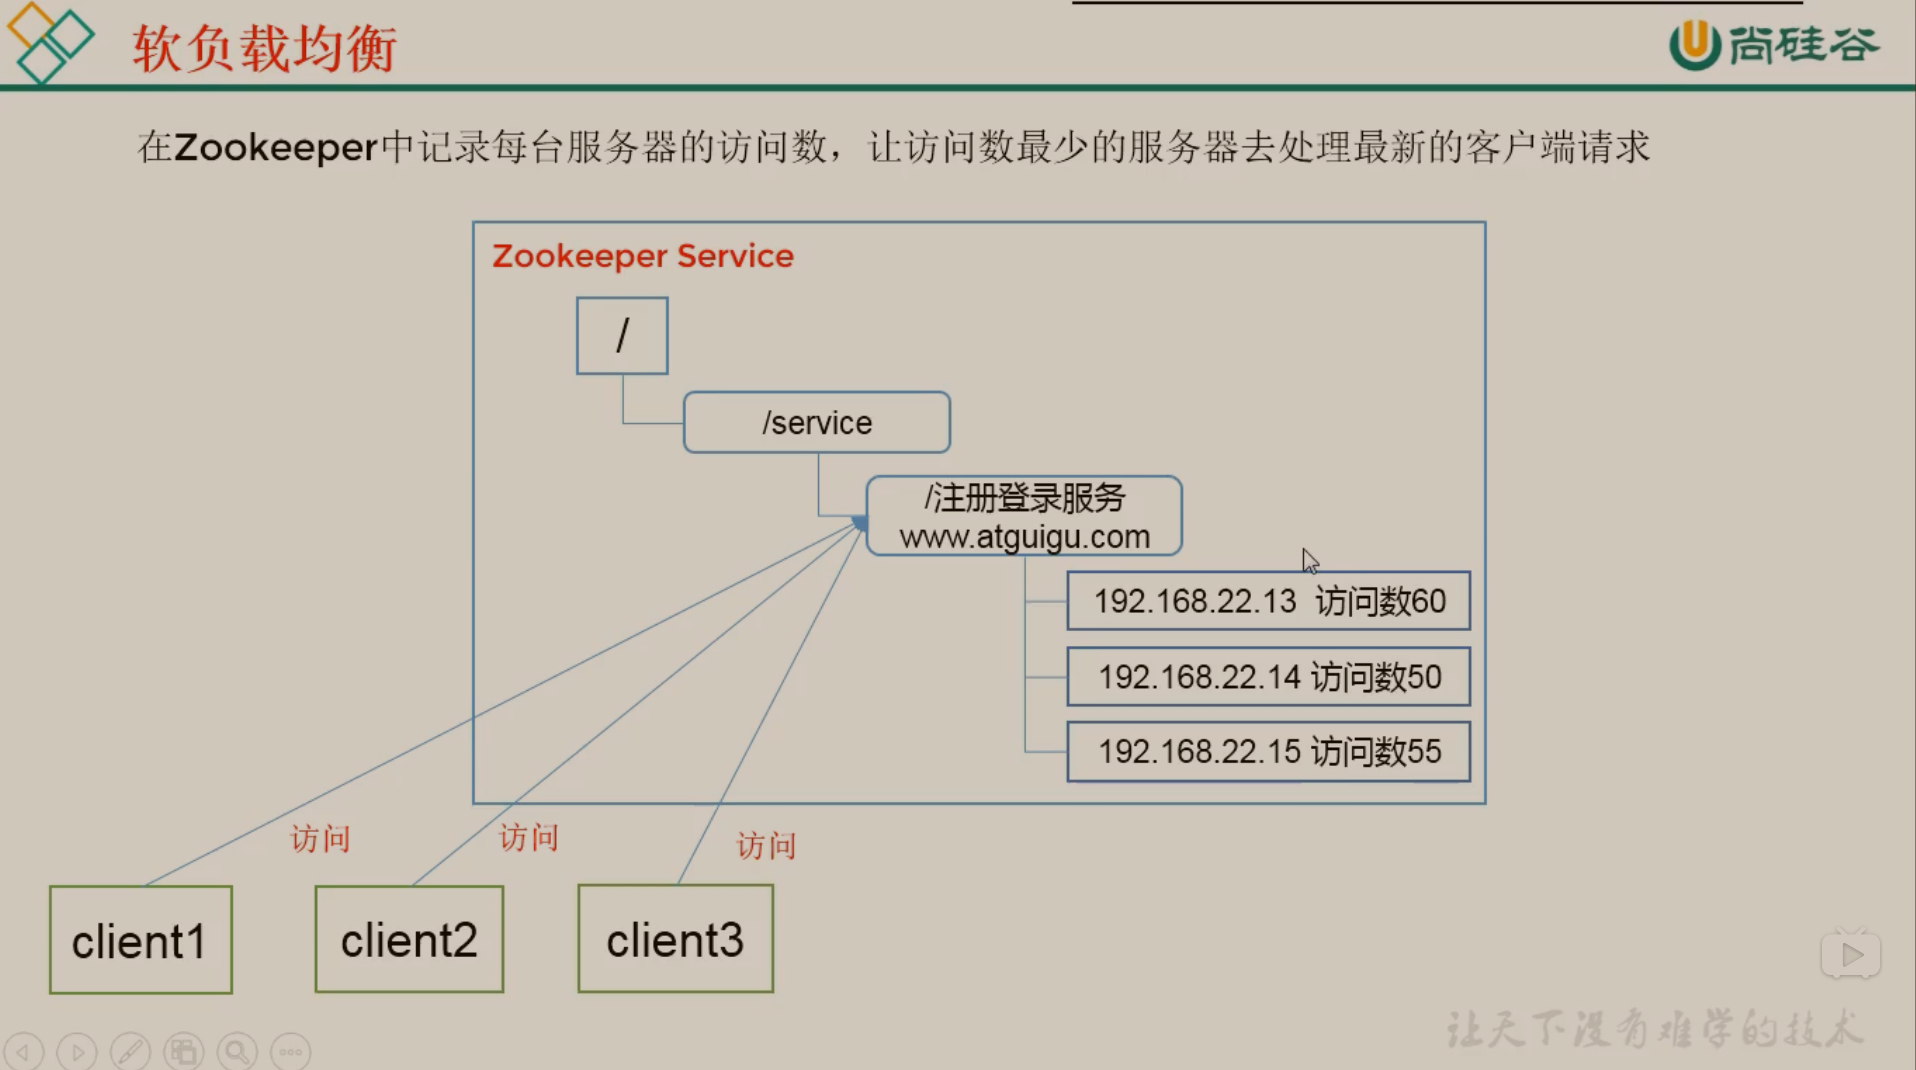 软负载均衡
尚硅谷
在Zookeeper中记录每台服务器的访问数，让访问数最少的服务器去处理最新的客户端请求
Zookeeper Service
/
/service
/注册登录服务
www.atguigu.com
192.168.22.13 访问数60
192.168.22.14 访问数50
192.168.22.15 访问数55
访问
访问
访问
client1
client2
client3
让天下没有难学的技术